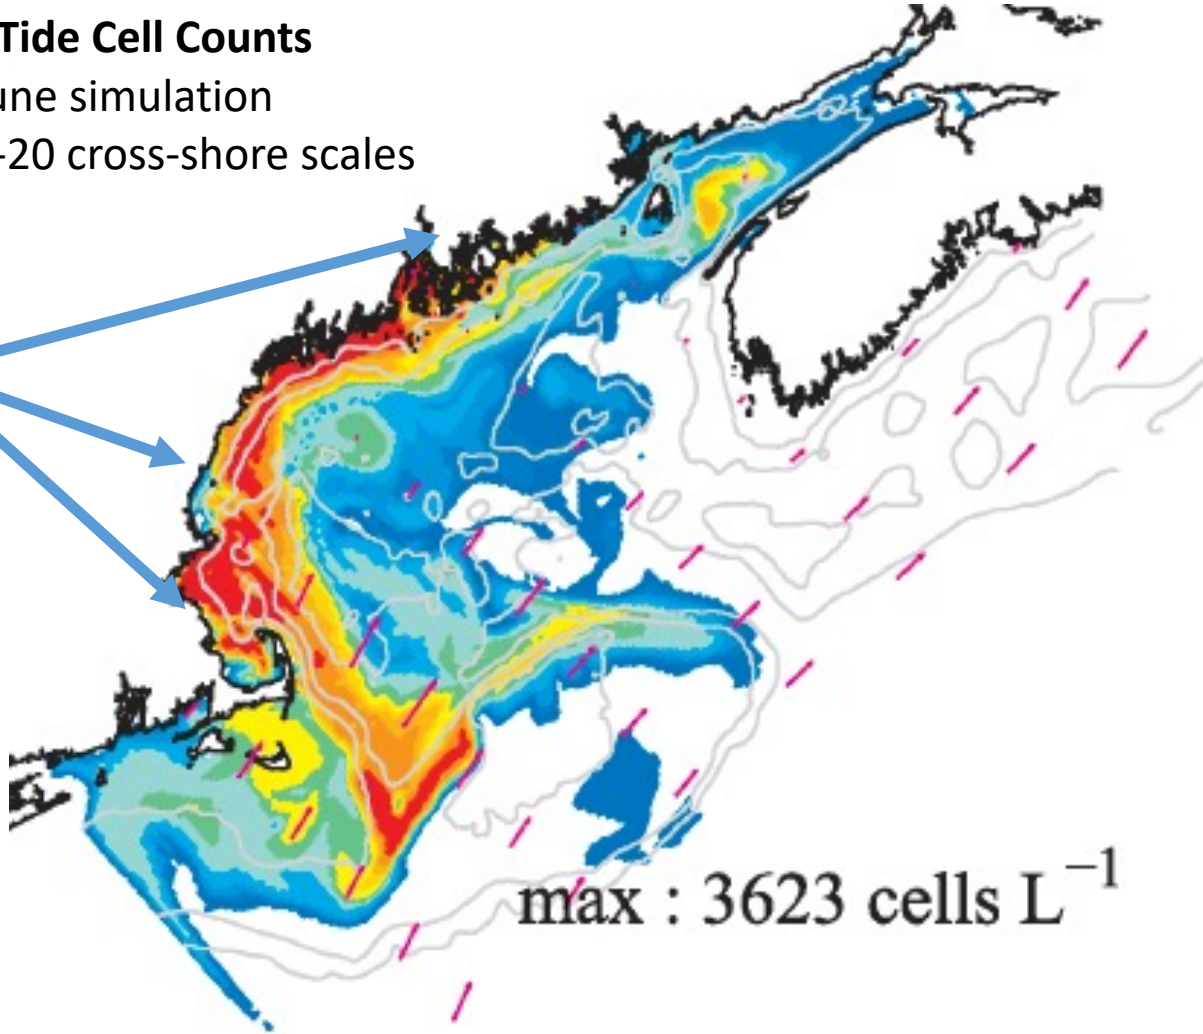 Tide Cell Counts
une simulation
-20 cross-shore scales
max : 3623 cells L⁻¹